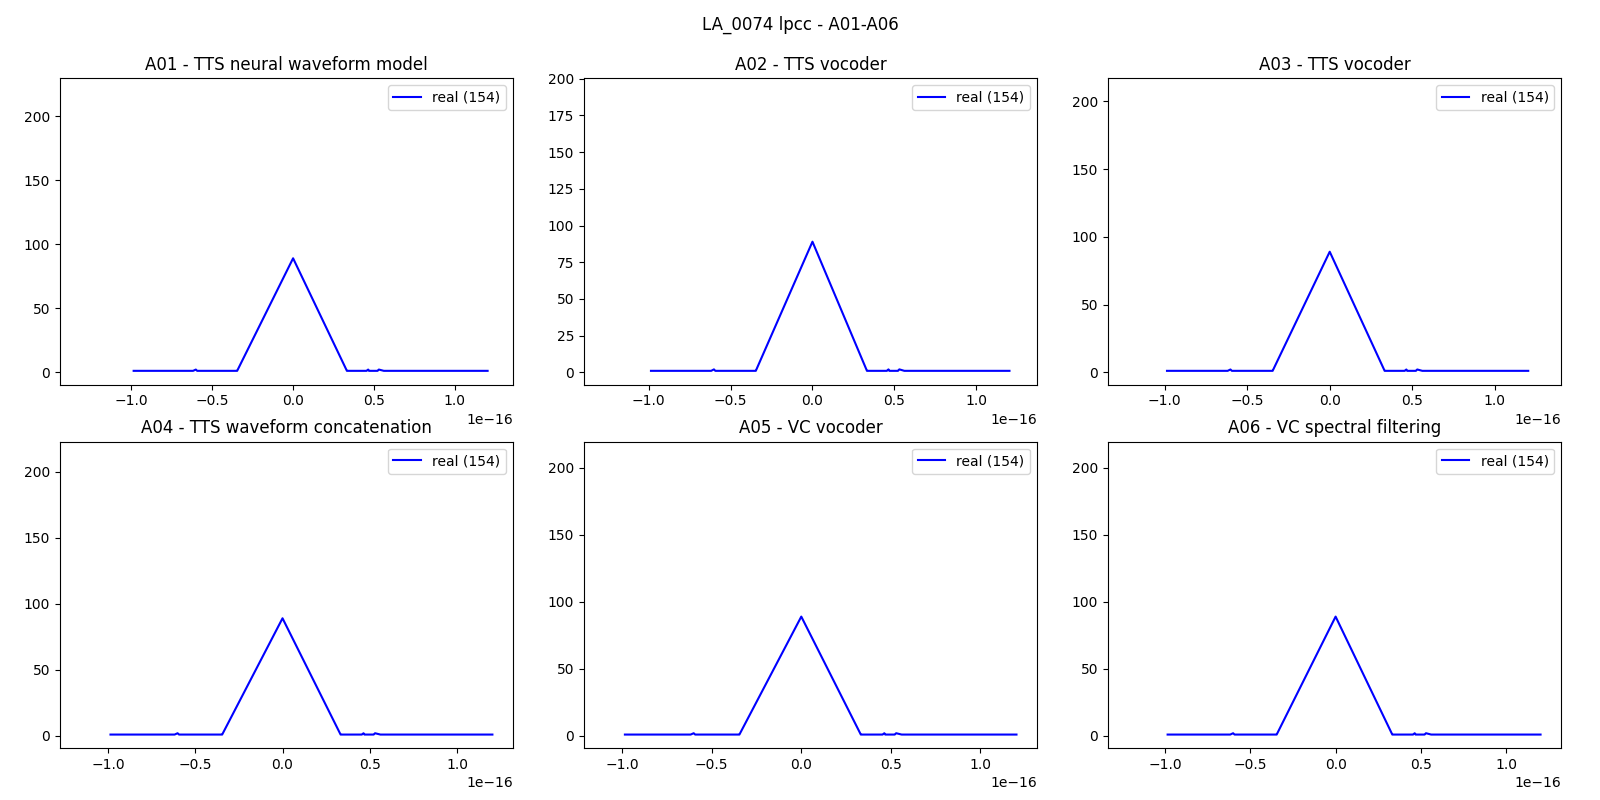 LA_0074 lpcc - A01-A06
A01 - TTS neural waveform model
real (154)
200
150
100
50
0
−1.0 −0.5 0.0 0.5 1.0
1e−16
A02 - TTS vocoder
real (154)
200
175
150
125
100
75
50
25
0
−1.0 −0.5 0.0 0.5 1.0
1e−16
A03 - TTS vocoder
real (154)
200
150
100
50
0
−1.0 −0.5 0.0 0.5 1.0
1e−16
A04 - TTS waveform concatenation
real (154)
200
150
100
50
0
−1.0 −0.5 0.0 0.5 1.0
1e−16
A05 - VC vocoder
real (154)
200
150
100
50
0
−1.0 −0.5 0.0 0.5 1.0
1e−16
A06 - VC spectral filtering
real (154)
200
150
100
50
0
−1.0 −0.5 0.0 0.5 1.0
1e−16